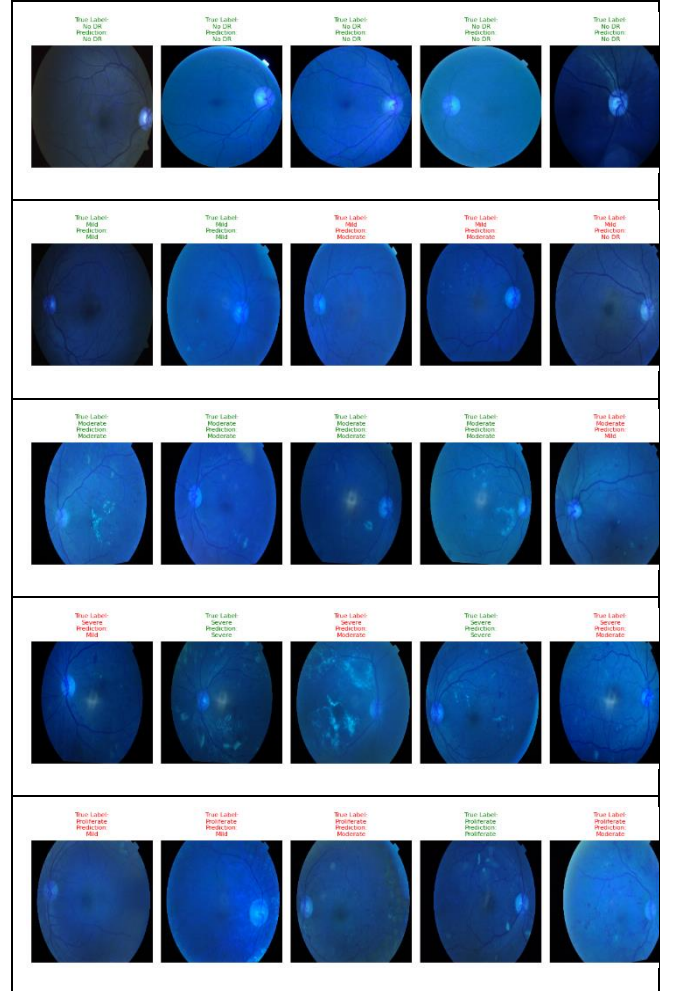 True Label:
No DR
Prediction:
No DR
True Label:
No DR
Prediction:
No DR
True Label:
No DR
Prediction:
No DR
True Label:
No DR
Prediction:
No DR
True Label:
No DR
Prediction:
No DR
True Label:
Mild
Prediction:
Mild
True Label:
Mild
Prediction:
Mild
True Label:
Mild
Prediction:
Moderate
True Label:
Mild
Prediction:
Moderate
True Label:
Mild
Prediction:
No DR
True Label:
Moderate
Prediction:
Moderate
True Label:
Moderate
Prediction:
Moderate
True Label:
Moderate
Prediction:
Moderate
True Label:
Moderate
Prediction:
Moderate
True Label:
Moderate
Prediction:
Mild
True Label:
Severe
Prediction:
Mild
True Label:
Severe
Prediction:
Severe
True Label:
Severe
Prediction:
Moderate
True Label:
Severe
Prediction:
Severe
True Label:
Severe
Prediction:
Moderate
True Label:
Proliferate
Prediction:
Mild
True Label:
Proliferate
Prediction:
Mild
True Label:
Proliferate
Prediction:
Moderate
True Label:
Proliferate
Prediction:
Proliferate
True Label:
Proliferate
Prediction:
Moderate